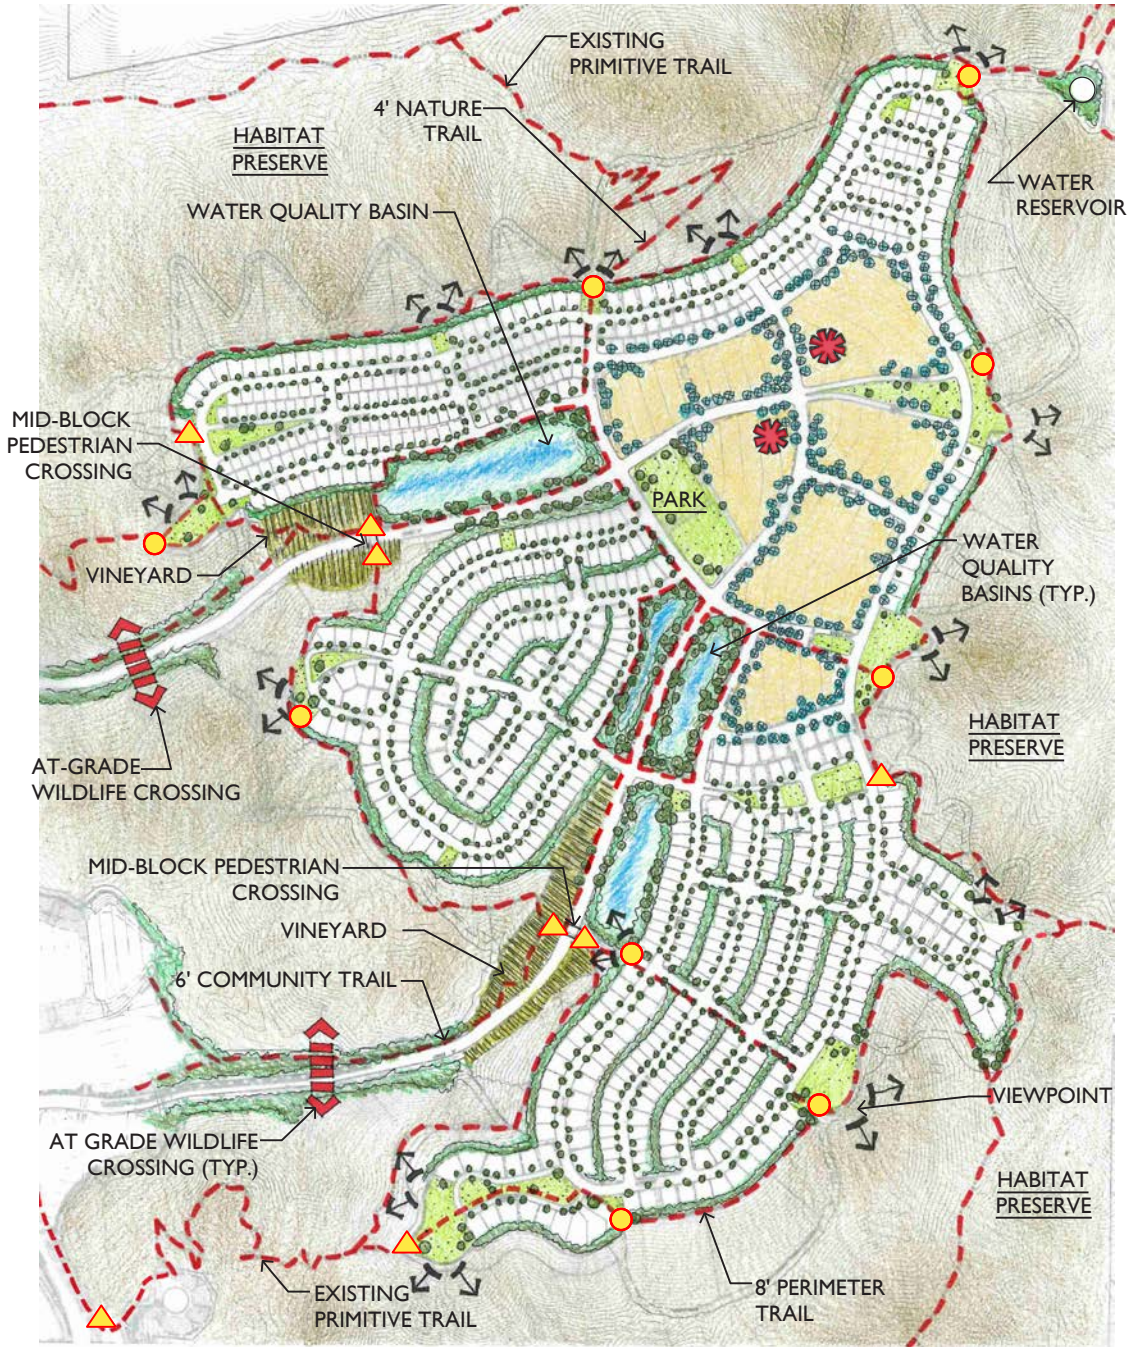 EXISTING
PRIMITIVE TRAIL
4' NATURE
TRAIL
HABITAT
PRESERVE
WATER
RESERVOIR
WATER QUALITY BASIN
MID-BLOCK
PEDESTRIAN
CROSSING
PARK
WATER
QUALITY
BASINS (TYP.)
VINEYARD
HABITAT
PRESERVE
AT-GRADE
WILDLIFE CROSSING
MID-BLOCK PEDESTRIAN
CROSSING
VINEYARD
6' COMMUNITY TRAIL
VIEWPOINT
AT GRADE WILDLIFE
CROSSING (TYP.)
HABITAT
PRESERVE
EXISTING
PRIMITIVE TRAIL
8' PERIMETER
TRAIL